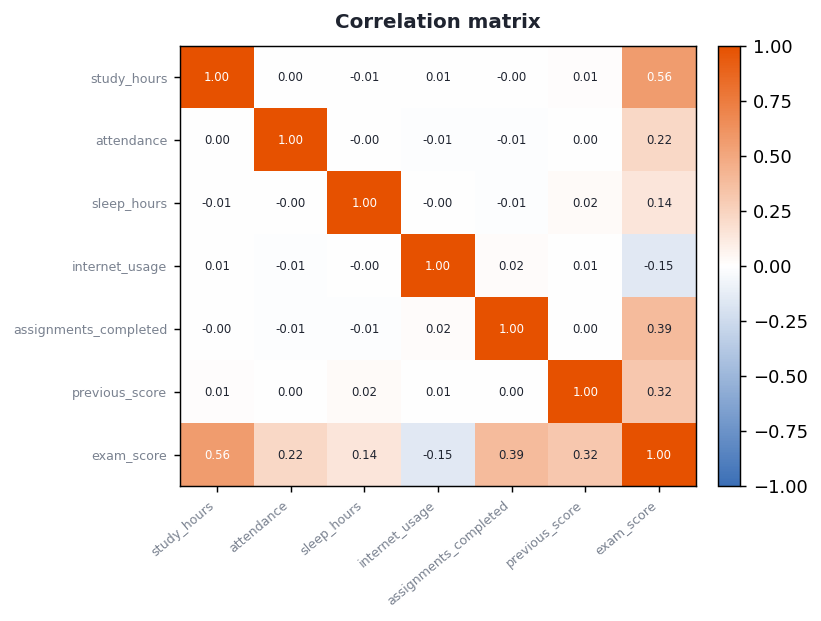 Correlation matrix
study_hours 1.00 0.00 -0.01 0.01 -0.00 0.01 0.56
attendance 0.00 1.00 -0.00 -0.01 -0.01 0.00 0.22
sleep_hours -0.01 -0.00 1.00 -0.00 -0.01 0.02 0.14
internet_usage 0.01 -0.01 -0.00 1.00 0.02 0.01 -0.15
assignments_completed -0.00 -0.01 -0.01 0.02 1.00 0.00 0.39
previous_score 0.01 0.00 0.02 0.01 0.00 1.00 0.32
exam_score 0.56 0.22 0.14 -0.15 0.39 0.32 1.00
study_hours attendance sleep_hours internet_usage assignments_completed previous_score exam_score
1.00
0.75
0.50
0.25
0.00
−0.25
−0.50
−0.75
−1.00